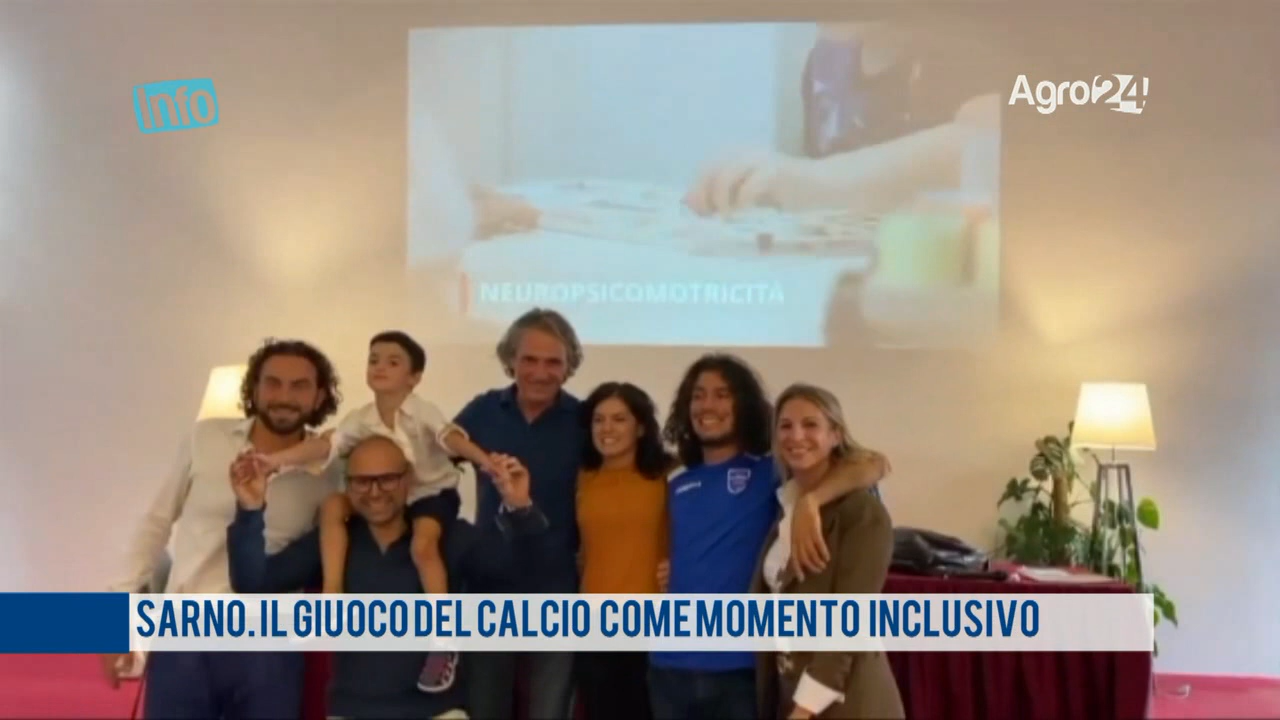 Info
Agro24!
NEUROPSICOMOTRICITÀ
SARNO. IL GIUOCO DEL CALCIO COME MOMENTO INCLUSIVO